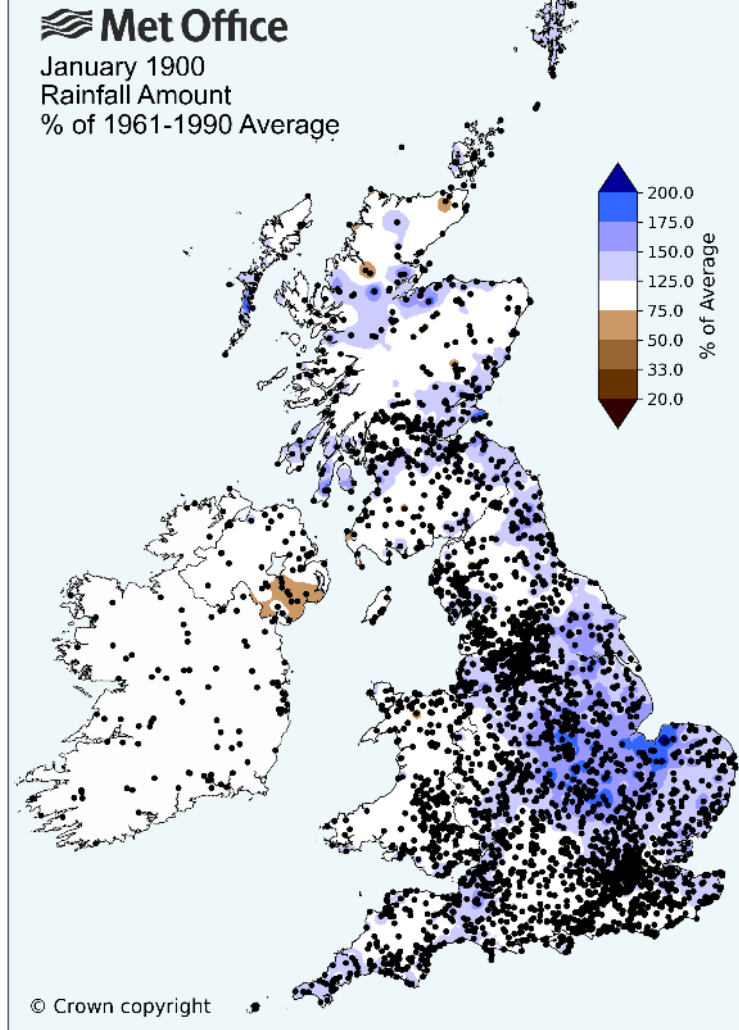 Met Office
January 1900
Rainfall Amount
% of 1961-1990 Average
200.0
175.0
150.0
125.0
75.0
50.0
33.0
20.0
% of Average
© Crown copyright